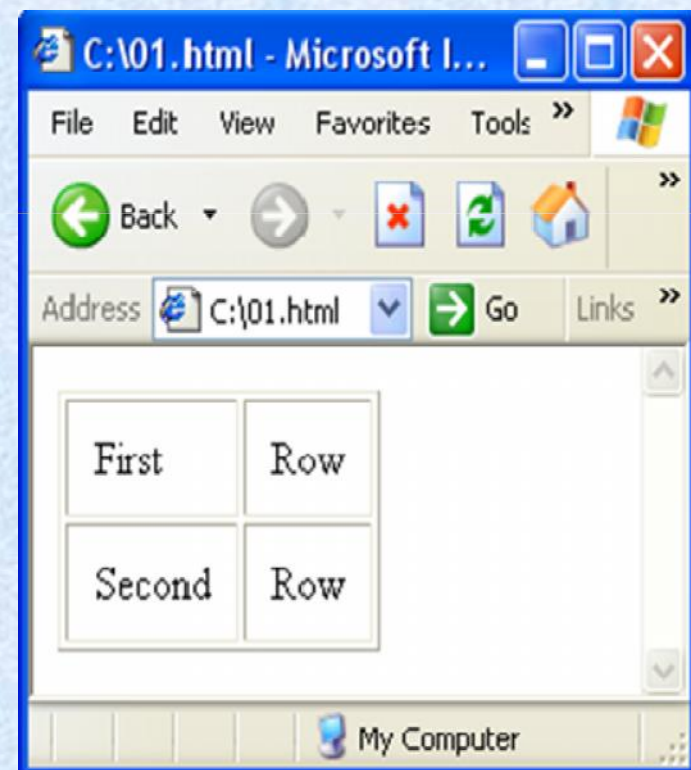 C:\01.html - Microsoft I...
File Edit View Favorites Tools »
Back »
Address C:\01.html Go Links »
First Row
Second Row
My Computer